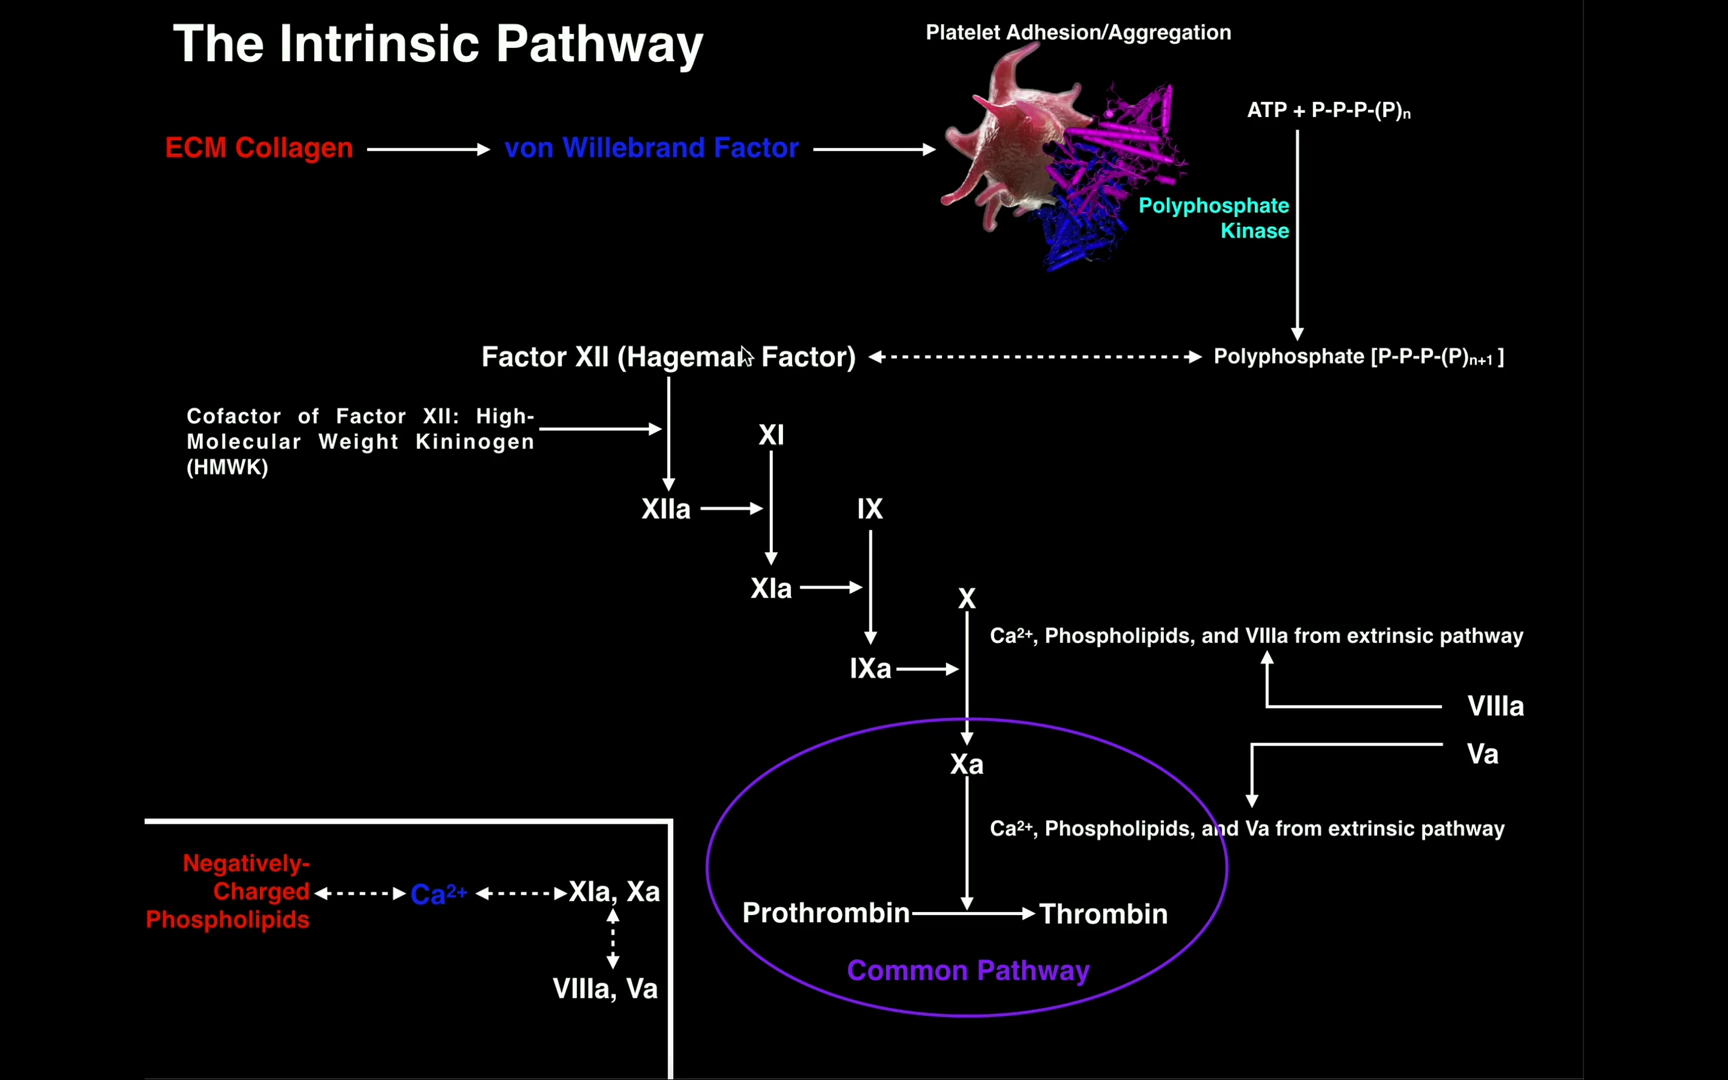 The Intrinsic Pathway
Platelet Adhesion/Aggregation
ECM Collagen
von Willebrand Factor
ATP + P-P-P-(P)n
Polyphosphate
Kinase
Factor XII (Hageman Factor)
Polyphosphate [P-P-P-(P)n+1 ]
Cofactor of Factor XII: High-
Molecular Weight Kininogen
(HMWK)
XI
XIIa
IX
XIa
X
Ca²⁺, Phospholipids, and VIIIa from extrinsic pathway
IXa
VIIIa
Va
Xa
Ca²⁺, Phospholipids, and Va from extrinsic pathway
Prothrombin
Thrombin
Common Pathway
Negatively-
Charged
Phospholipids
Ca²⁺
XIa, Xa
VIIIa, Va